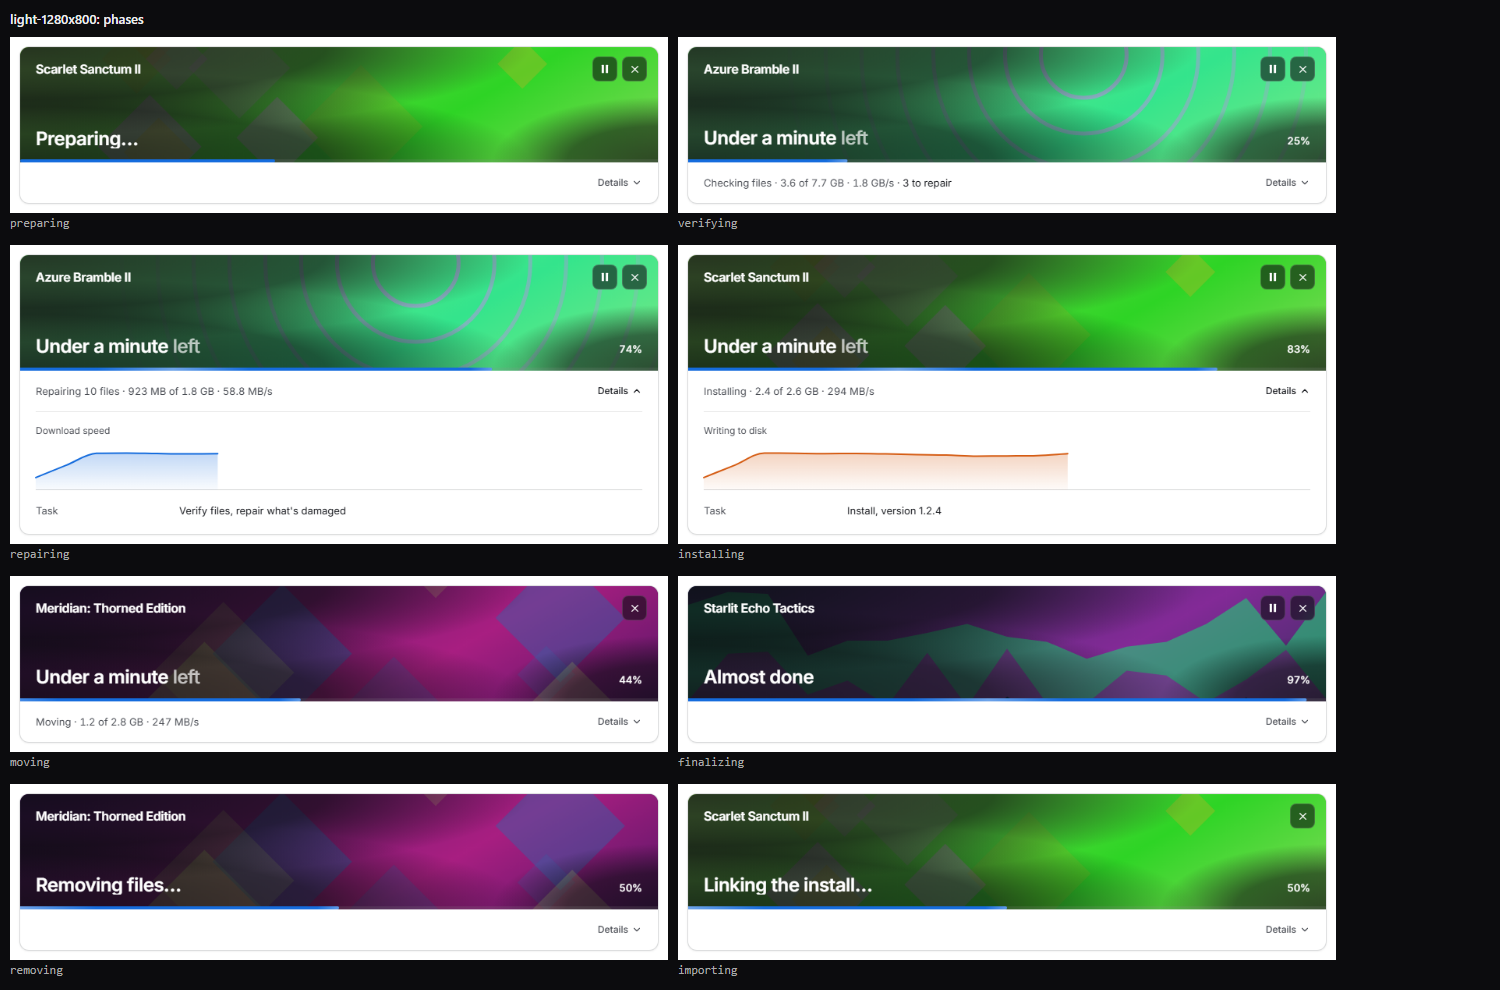 light-1280x800: phases
Scarlet Sanctum II
Preparing...
Details
preparing
Azure Bramble II
Under a minute left
25%
Checking files · 3.6 of 7.7 GB · 1.8 GB/s · 3 to repair
Details
verifying
Azure Bramble II
Under a minute left
74%
Repairing 10 files · 923 MB of 1.8 GB · 58.8 MB/s
Details
Download speed
Task
Verify files, repair what's damaged
repairing
Scarlet Sanctum II
Under a minute left
83%
Installing · 2.4 of 2.6 GB · 294 MB/s
Details
Writing to disk
Task
Install, version 1.2.4
installing
Meridian: Thorned Edition
Under a minute left
44%
Moving · 1.2 of 2.8 GB · 247 MB/s
Details
moving
Starlit Echo Tactics
Almost done
97%
Details
finalizing
Meridian: Thorned Edition
Removing files...
50%
Details
removing
Scarlet Sanctum II
Linking the install...
50%
Details
importing